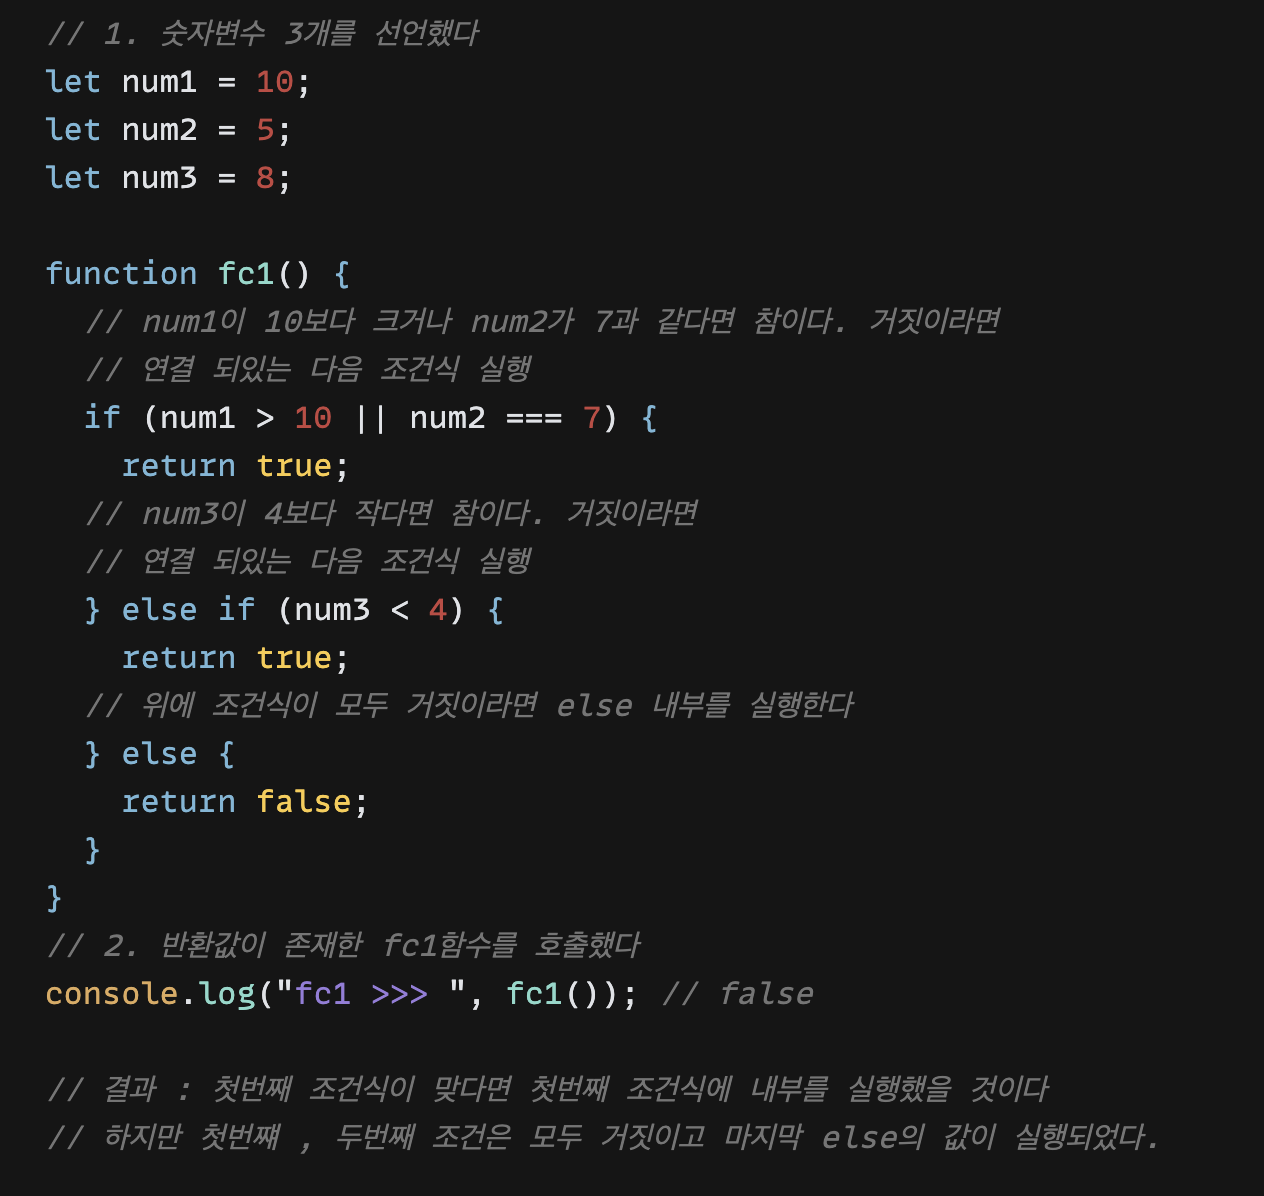 // 1. 숫자변수 3개를 선언했다
let num1 = 10;
let num2 = 5;
let num3 = 8;

function fc1() {
  // num1이 10보다 크거나 num2가 7과 같다면 참이다. 거짓이라면
  // 연결 되있는 다음 조건식 실행
  if (num1 > 10 || num2 === 7) {
    return true;
  // num3이 4보다 작다면 참이다. 거짓이라면
  // 연결 되있는 다음 조건식 실행
  } else if (num3 < 4) {
    return true;
  // 위에 조건식이 모두 거짓이라면 else 내부를 실행한다
  } else {
    return false;
  }
}
// 2. 반환값이 존재한 fc1함수를 호출했다
console.log("fc1 >>> ", fc1()); // false

// 결과 : 첫번째 조건식이 맞다면 첫번째 조건식에 내부를 실행했을 것이다
// 하지만 첫번쨰 , 두번째 조건은 모두 거짓이고 마지막 else의 값이 실행되었다.